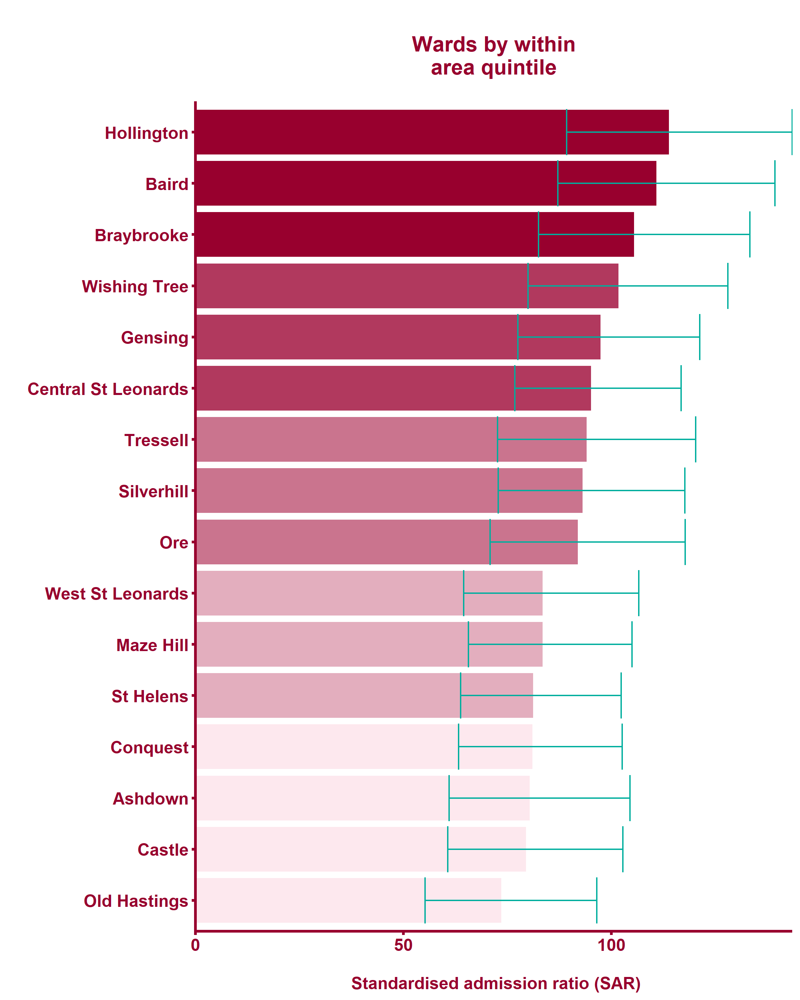 Wards by within
area quintile
Hollington
Baird
Braybrooke
Wishing Tree
Gensing
Central St Leonards
Tressell
Silverhill
Ore
West St Leonards
Maze Hill
St Helens
Conquest
Ashdown
Castle
Old Hastings
0 50 100
Standardised admission ratio (SAR)